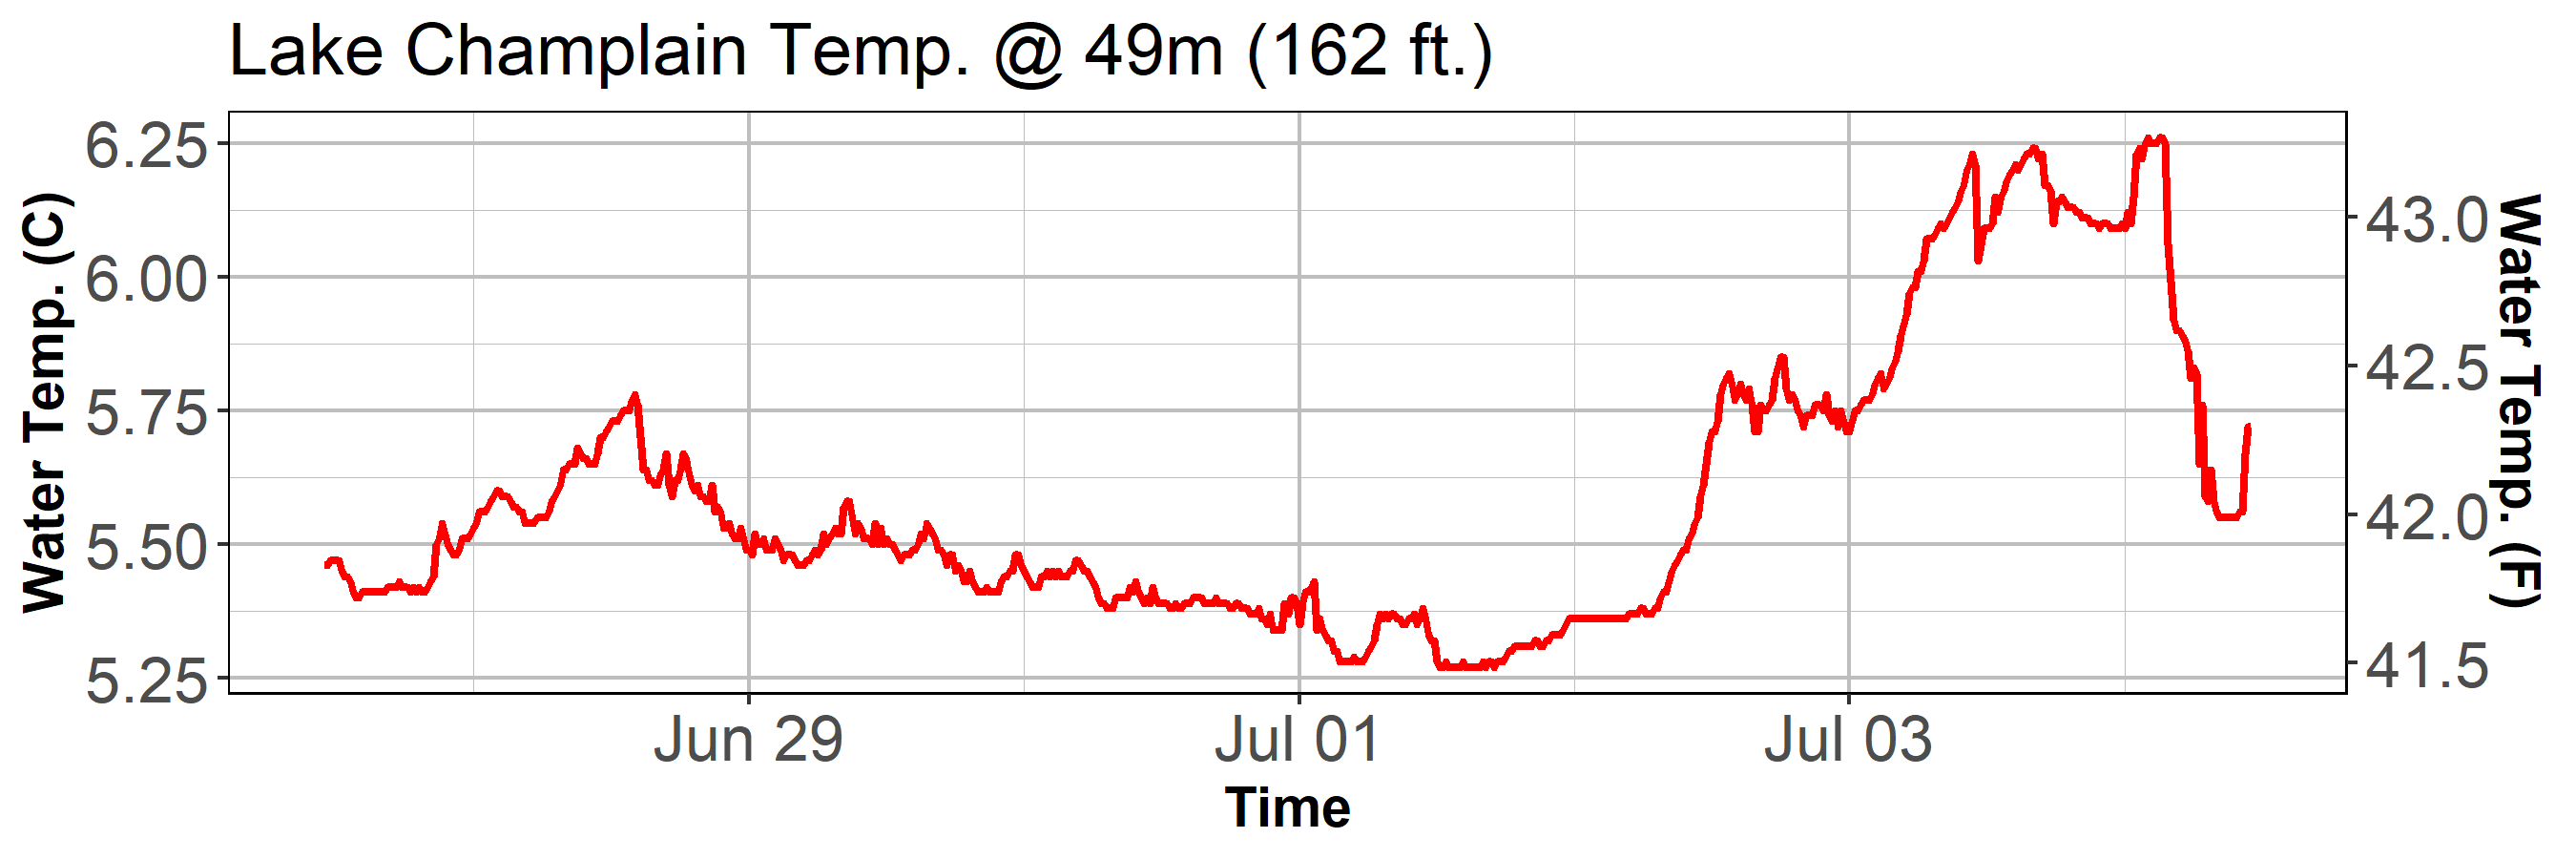 Lake Champlain Temp. @ 49m (162 ft.)
Water Temp. (C)
6.25
6.00
5.75
5.50
5.25
43.0
42.5
42.0
41.5
Water Temp. (F)
Jun 29
Jul 01
Jul 03
Time